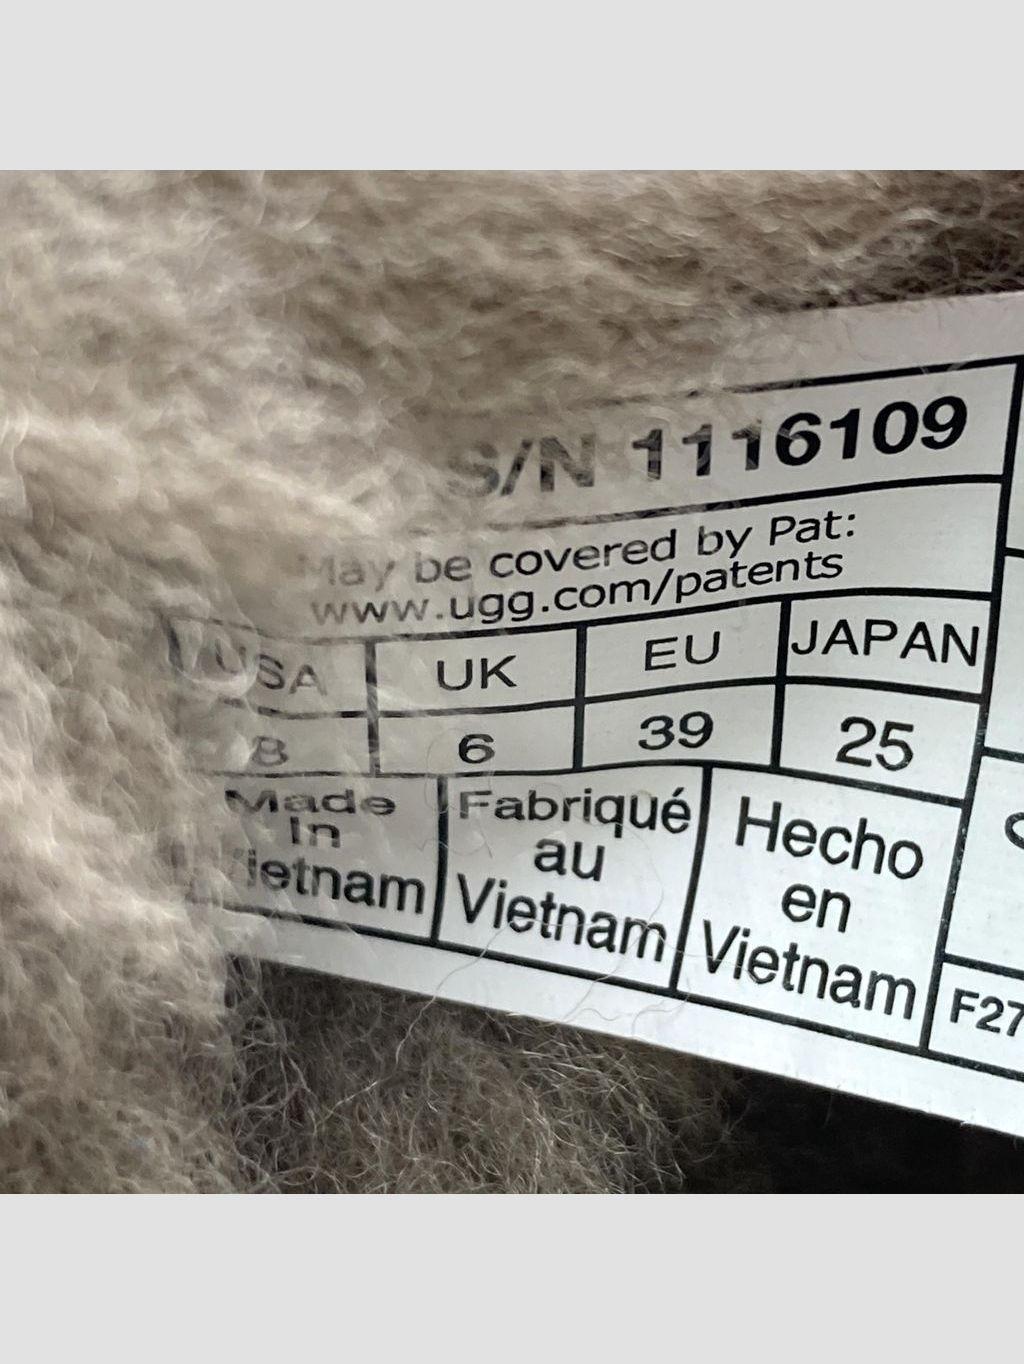 S/N 1116109
May be covered by Pat:
www.ugg.com/patents
USA UK EU JAPAN
8 6 39 25
Made Fabriqué Hecho
In au en
Vietnam Vietnam Vietnam
F27